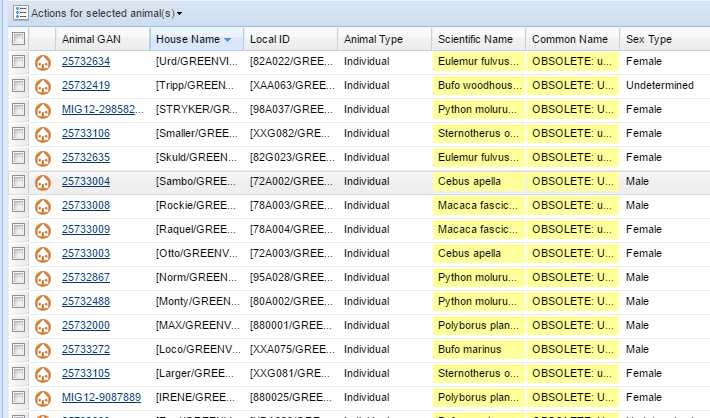 Actions for selected animal(s)
Animal GAN House Name Local ID Animal Type Scientific Name Common Name Sex Type
25732634 [Urd/GREENVI... [82A022/GREE... Individual Eulemur fulvus... OBSOLETE: u... Female
25732419 [Tripp/GREEN... [XAA063/GREE... Individual Bufo woodhous... OBSOLETE: U... Undetermined
MIG12-298582... [STRYKER/GR... [98A037/GREE... Individual Python moluru... OBSOLETE: U... Female
25733106 [Smaller/GREE... [XXG082/GREE... Individual Sternotherus o... OBSOLETE: U... Female
25732635 [Skuld/GREEN... [82G023/GREE... Individual Eulemur fulvus... OBSOLETE: u... Female
25733004 [Sambo/GREE... [72A002/GREE... Individual Cebus apella OBSOLETE: U... Male
25733008 [Rockie/GREE... [78A003/GREE... Individual Macaca fascic... OBSOLETE: U... Male
25733009 [Raquel/GREE... [78A004/GREE... Individual Macaca fascic... OBSOLETE: U... Female
25733003 [Otto/GREENV... [72A003/GREE... Individual Cebus apella OBSOLETE: U... Female
25732867 [Norm/GREEN... [95A028/GREE... Individual Python moluru... OBSOLETE: U... Male
25732488 [Monty/GREE... [80A002/GREE... Individual Python moluru... OBSOLETE: U... Male
25732000 [MAX/GREENV... [880001/GREE... Individual Polyborus plan... OBSOLETE: U... Male
25733272 [Loco/GREENV... [XXA075/GREE... Individual Bufo marinus OBSOLETE: U... Male
25733105 [Larger/GREE... [XXG081/GREE... Individual Sternotherus o... OBSOLETE: U... Female
MIG12-9087889 [IRENE/GREE... [880025/GREE... Individual Polyborus plan... OBSOLETE: U... Female